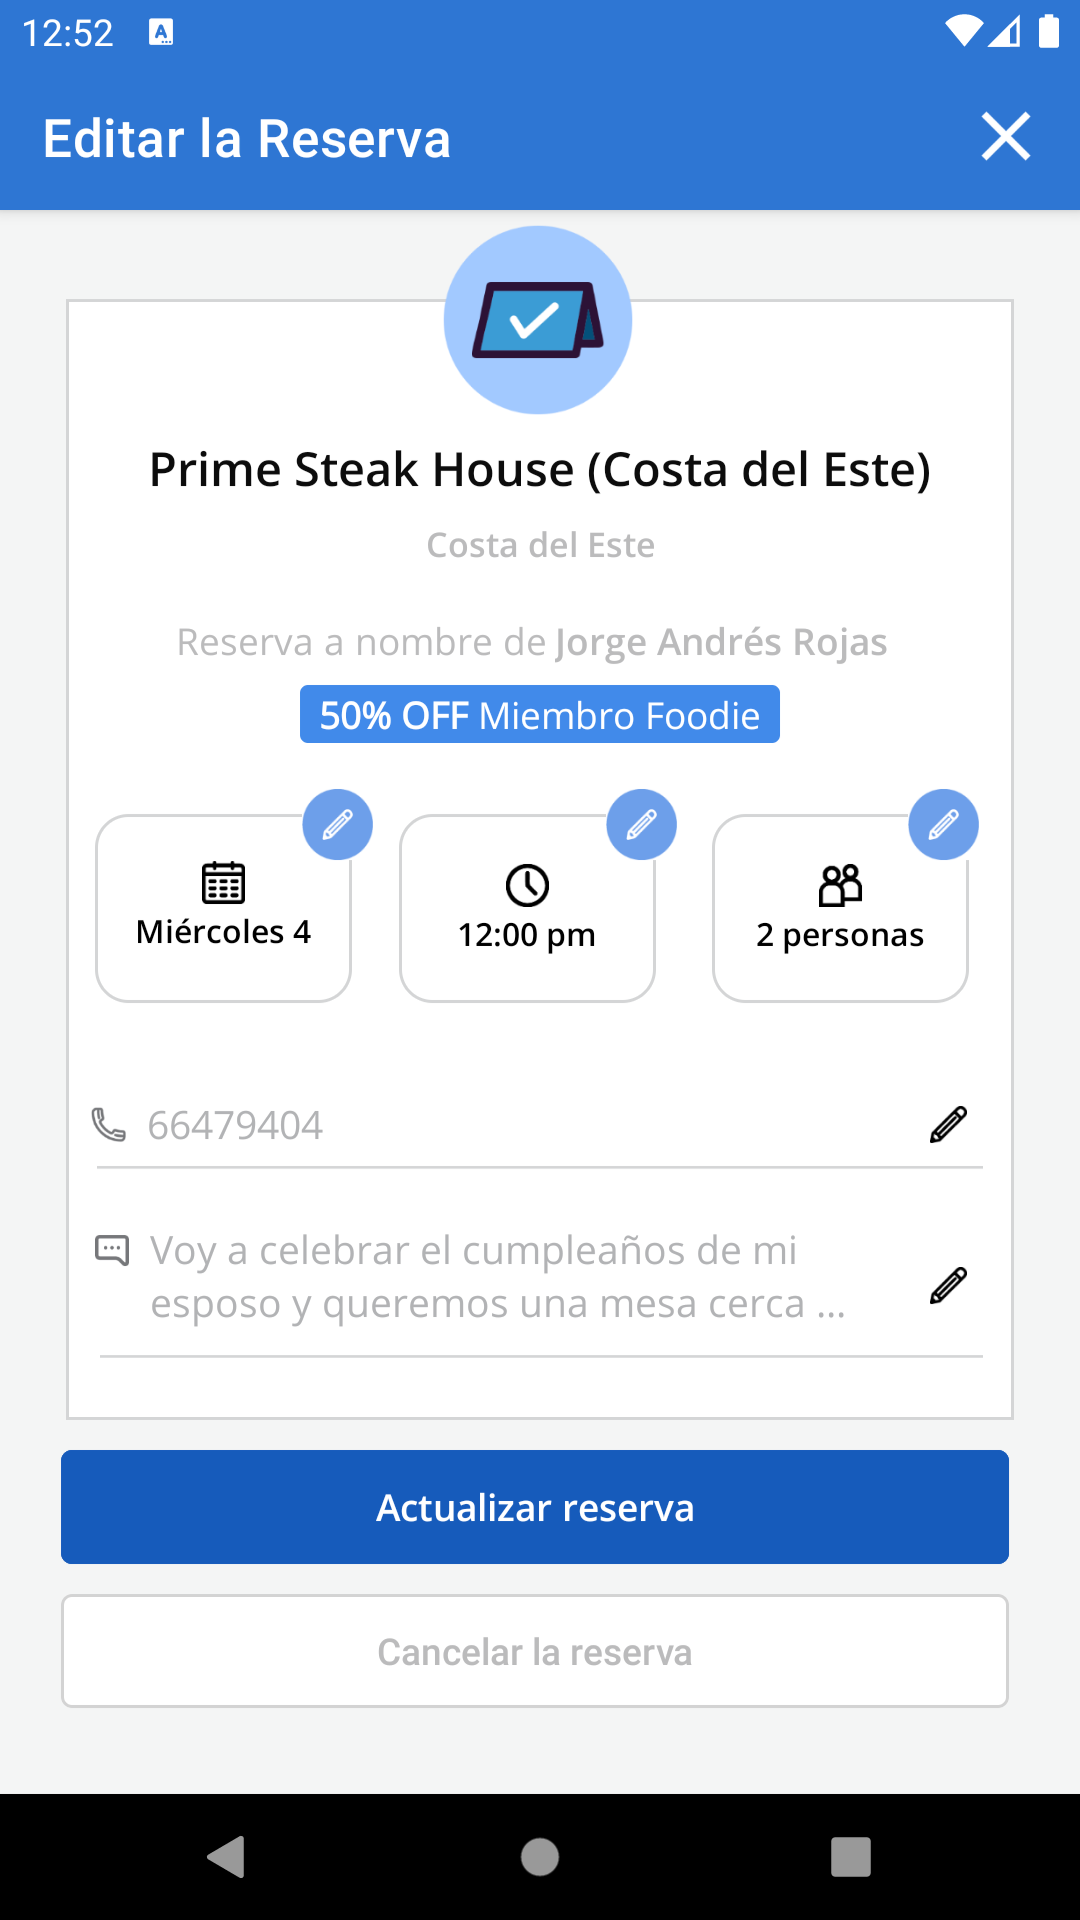 12:52
Editar la Reserva
Prime Steak House (Costa del Este)
Costa del Este
Reserva a nombre de Jorge Andrés Rojas
50% OFF Miembro Foodie
Miércoles 4
12:00 pm
2 personas
66479404
Voy a celebrar el cumpleaños de mi
esposo y queremos una mesa cerca ...
Actualizar reserva
Cancelar la reserva